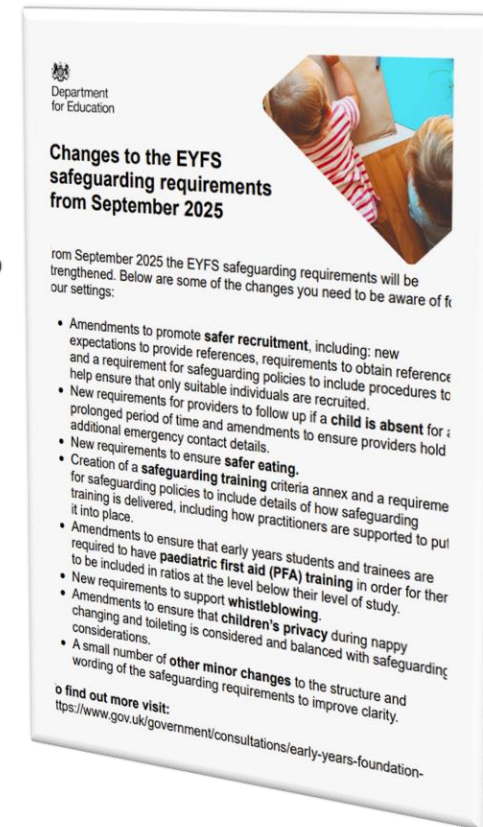 Department
for Education
Changes to the EYFS
safeguarding requirements
from September 2025
rom September 2025 the EYFS safeguarding requirements will be
trengthened. Below are some of the changes you need to be aware of fo
our settings:
• Amendments to promote safer recruitment, including: new
expectations to provide references, requirements to obtain reference
and a requirement for safeguarding policies to include procedures to
help ensure that only suitable individuals are recruited.
• New requirements for providers to follow up if a child is absent for a
prolonged period of time and amendments to ensure providers hold
additional emergency contact details.
• New requirements to ensure safer eating.
• Creation of a safeguarding training criteria annex and a requireme
for safeguarding policies to include details of how safeguarding
training is delivered, including how practitioners are supported to put
it into place.
• Amendments to ensure that early years students and trainees are
required to have paediatric first aid (PFA) training in order for ther
to be included in ratios at the level below their level of study.
• New requirements to support whistleblowing.
• Amendments to ensure that children's privacy during nappy
changing and toileting is considered and balanced with safeguarding
considerations.
• A small number of other minor changes to the structure and
wording of the safeguarding requirements to improve clarity.
o find out more visit:
ttps://www.gov.uk/government/consultations/early-years-foundation-